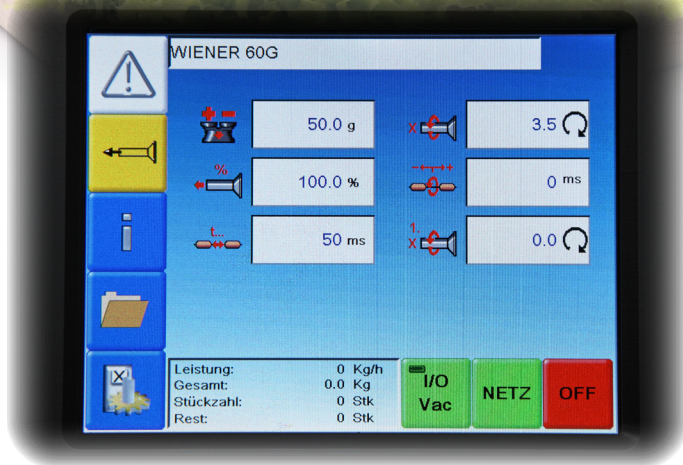 WIENER 60G
50.0 g
x
3.5
%
100.0 %
0 ms
t...
50 ms
1.
x
0.0
i
Leistung: 0 Kg/h
Gesamt: 0.0 Kg
Stückzahl: 0 Stk
Rest: 0 Stk
I/O
Vac
NETZ
OFF